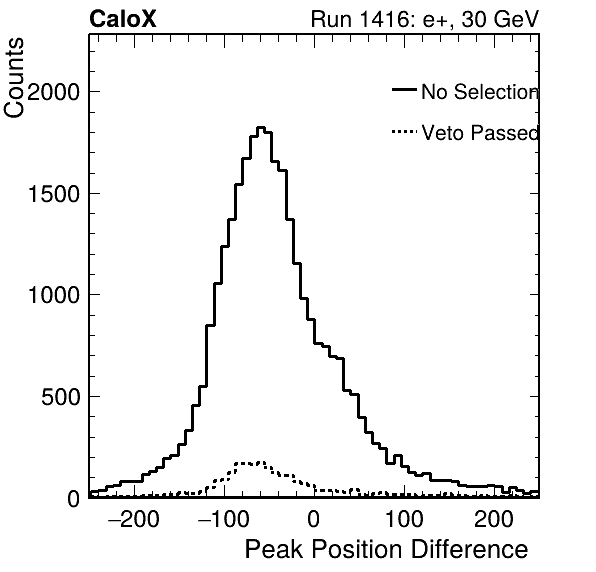 CaloX Run 1416: e+, 30 GeV
Counts
2000
No Selection
Veto Passed
1500
1000
500
0
−200 −100 0 100 200
Peak Position Difference